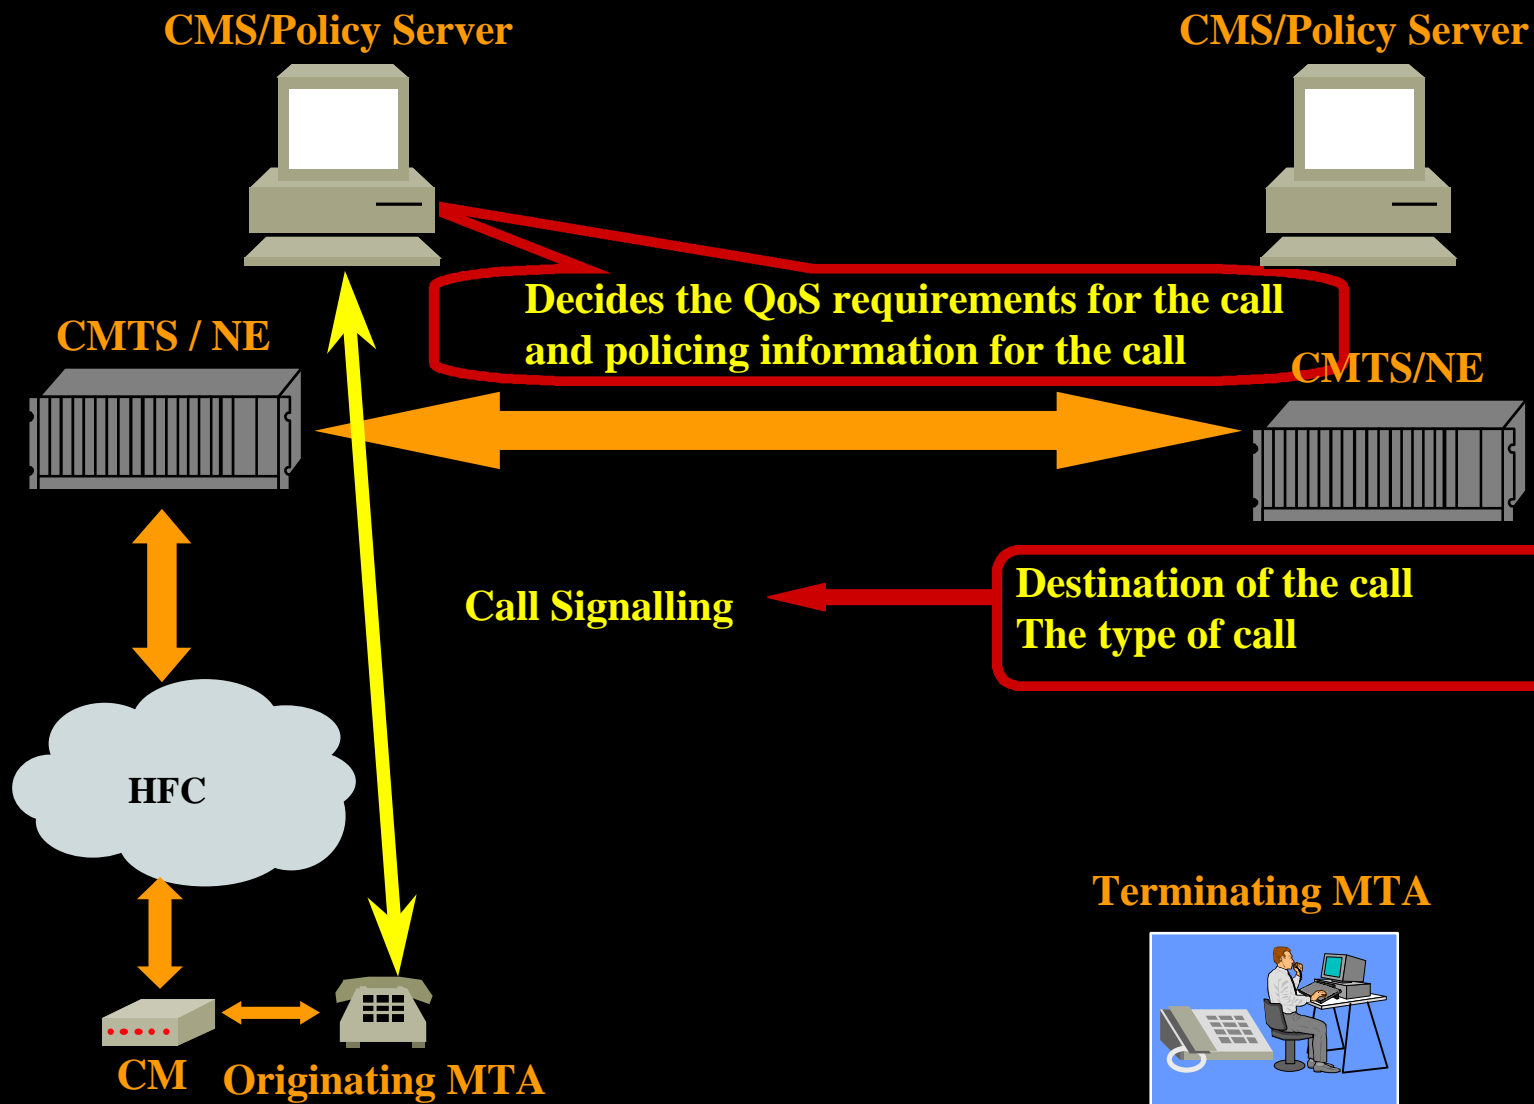 CMS/Policy Server
CMS/Policy Server
Decides the QoS requirements for the call
and policing information for the call
CMTS / NE
CMTS/NE
Call Signalling
Destination of the call
The type of call
HFC
Terminating MTA
CM
Originating MTA